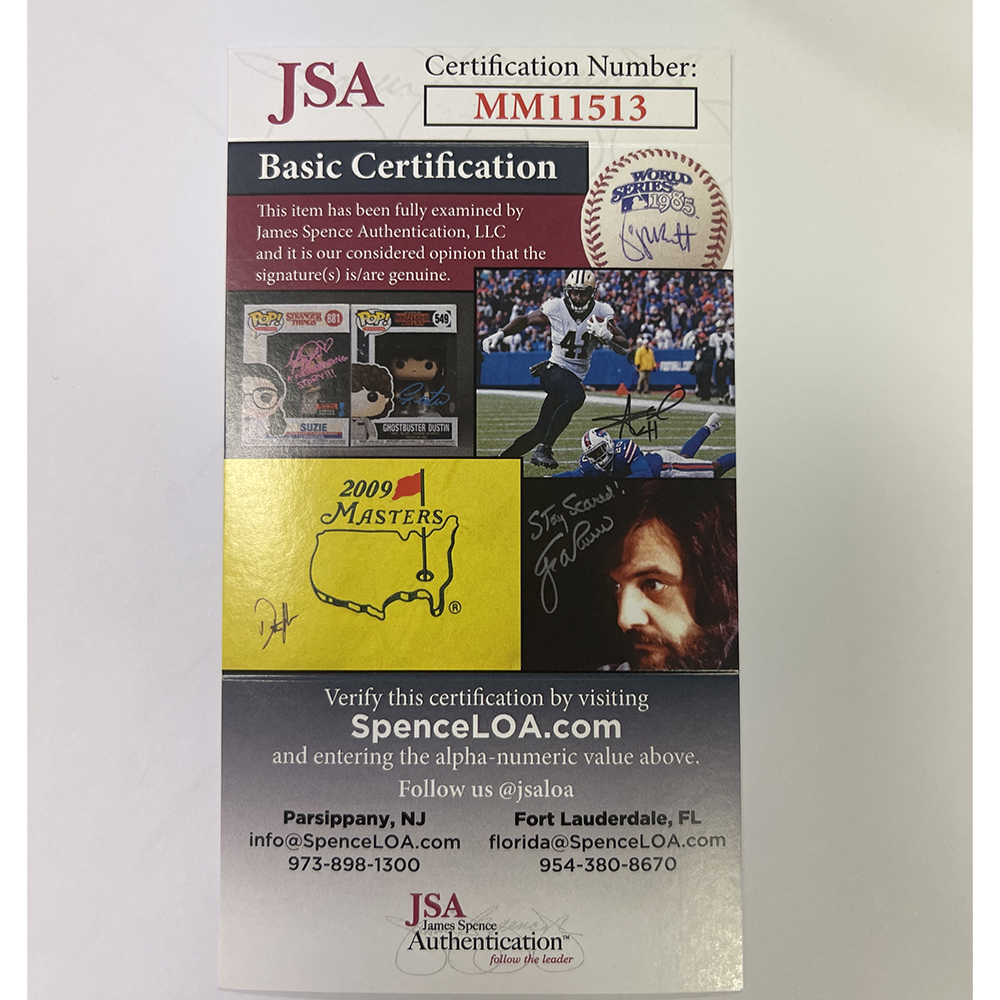 JSA
Certification Number:
MM11513
Basic Certification
This item has been fully examined by
James Spence Authentication, LLC
and it is our considered opinion that the
signature(s) is/are genuine.
WORLD
SERIES
1985
POP!
STRANGER
THINGS
881
SUZIE
POP!
549
GHOSTBUSTER DUSTIN
41
2009
MASTERS
®
Stay Scared!
Verify this certification by visiting
SpenceLOA.com
and entering the alpha-numeric value above.
Follow us @jsaloa
Parsippany, NJ
info@SpenceLOA.com
973-898-1300
Fort Lauderdale, FL
florida@SpenceLOA.com
954-380-8670
JSA
James Spence
Authentication™
follow the leader